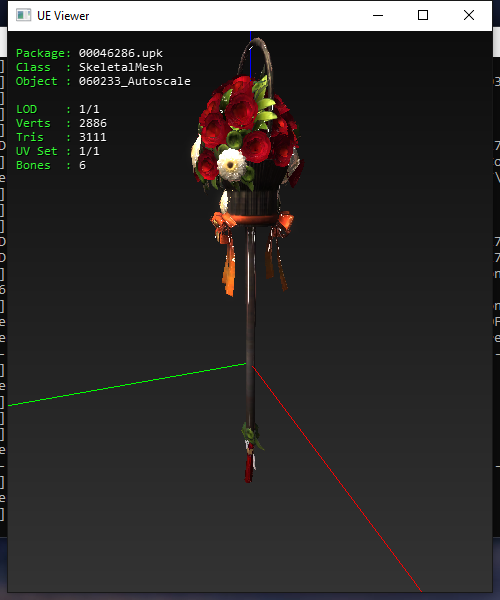 UE Viewer
Package: 00046286.upk
Class  : SkeletalMesh
Object : 060233_Autoscale
LOD    : 1/1
Verts  : 2886
Tris   : 3111
UV Set : 1/1
Bones  : 6